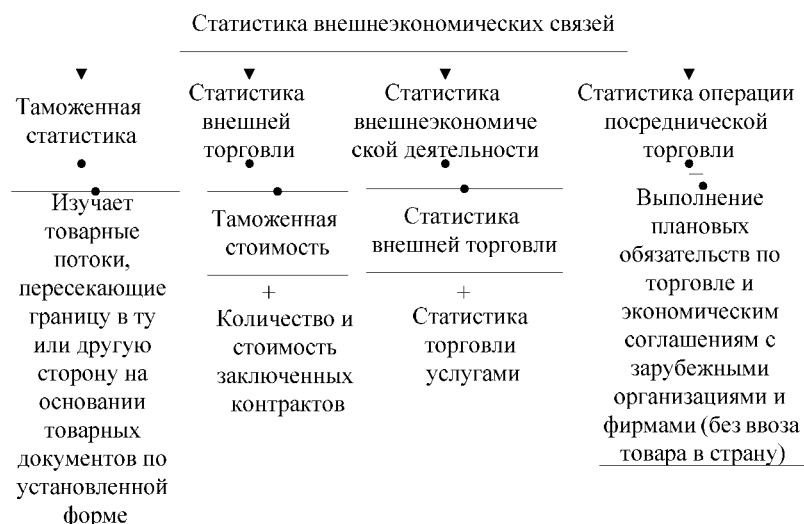 Статистика внешнеэкономических связей
Таможенная
статистика
Статистика
внешней
торговли
Статистика
внешнеэкономиче
ской деятельности
Статистика операции
посреднической
торговли
Изучает
товарные
потоки,
пересекающие
границу в ту
или другую
сторону на
основании
товарных
документов по
установленной
форме
Таможенная
стоимость
+
Количество и
стоимость
заключенных
контрактов
Статистика
внешней торговли
+
Статистика
торговли
услугами
Выполнение
плановых
обязательств по
торговле и
экономическим
соглашениям с
зарубежными
организациями и
фирмами (без ввоза
товара в страну)